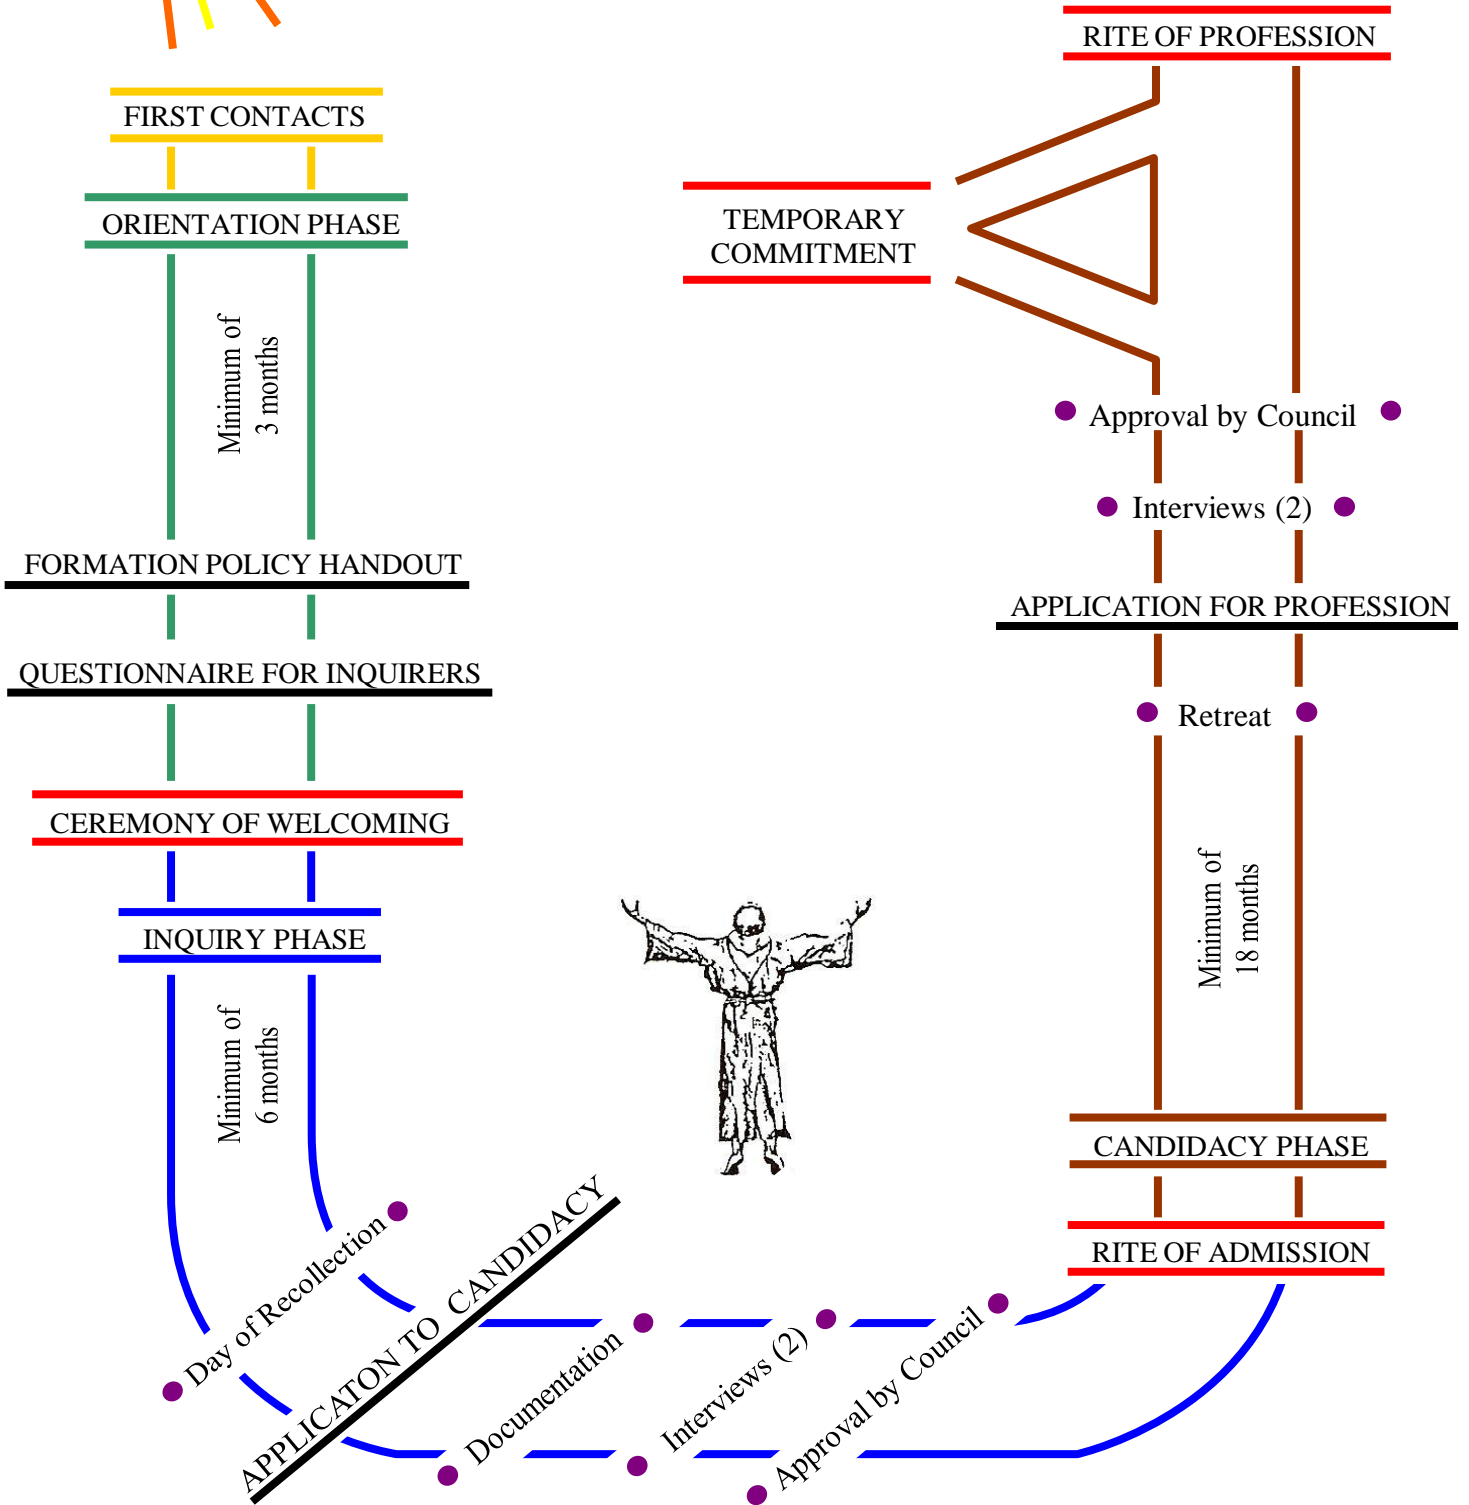 FIRST CONTACTS
ORIENTATION PHASE
Minimum of
3 months
FORMATION POLICY HANDOUT
QUESTIONNAIRE FOR INQUIRERS
CEREMONY OF WELCOMING
INQUIRY PHASE
Minimum of
6 months
Day of Recollection
APPLICATON TO CANDIDACY
Documentation
Interviews (2)
Approval by Council
RITE OF ADMISSION
CANDIDACY PHASE
Minimum of
18 months
Retreat
APPLICATION FOR PROFESSION
Interviews (2)
Approval by Council
TEMPORARY
COMMITMENT
RITE OF PROFESSION